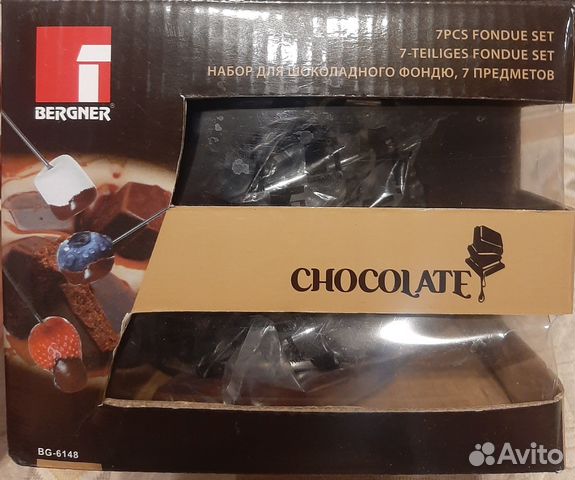 BERGNER®
7PCS FONDUE SET
7-TEILIGES FONDUE SET
НАБОР ДЛЯ ШОКОЛАДНОГО ФОНДЮ, 7 ПРЕДМЕТОВ
CHOCOLATE
BG-6148
Avito